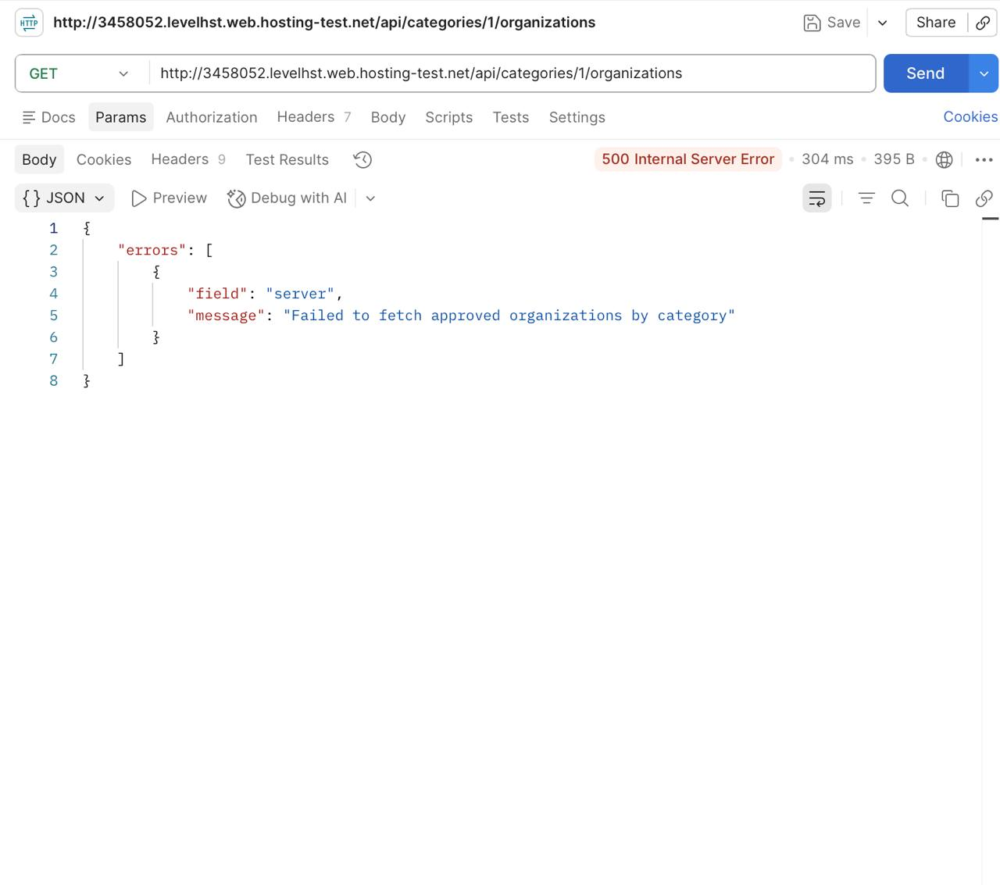 HTTP http://3458052.levelhst.web.hosting-test.net/api/categories/1/organizations Save Share
GET http://3458052.levelhst.web.hosting-test.net/api/categories/1/organizations Send
Docs Params Authorization Headers 7 Body Scripts Tests Settings Cookies
Body Cookies Headers 9 Test Results 500 Internal Server Error • 304 ms • 395 B •
{} JSON Preview Debug with AI
1 {
2 "errors": [
3 {
4 "field": "server",
5 "message": "Failed to fetch approved organizations by category"
6 }
7 ]
8 }